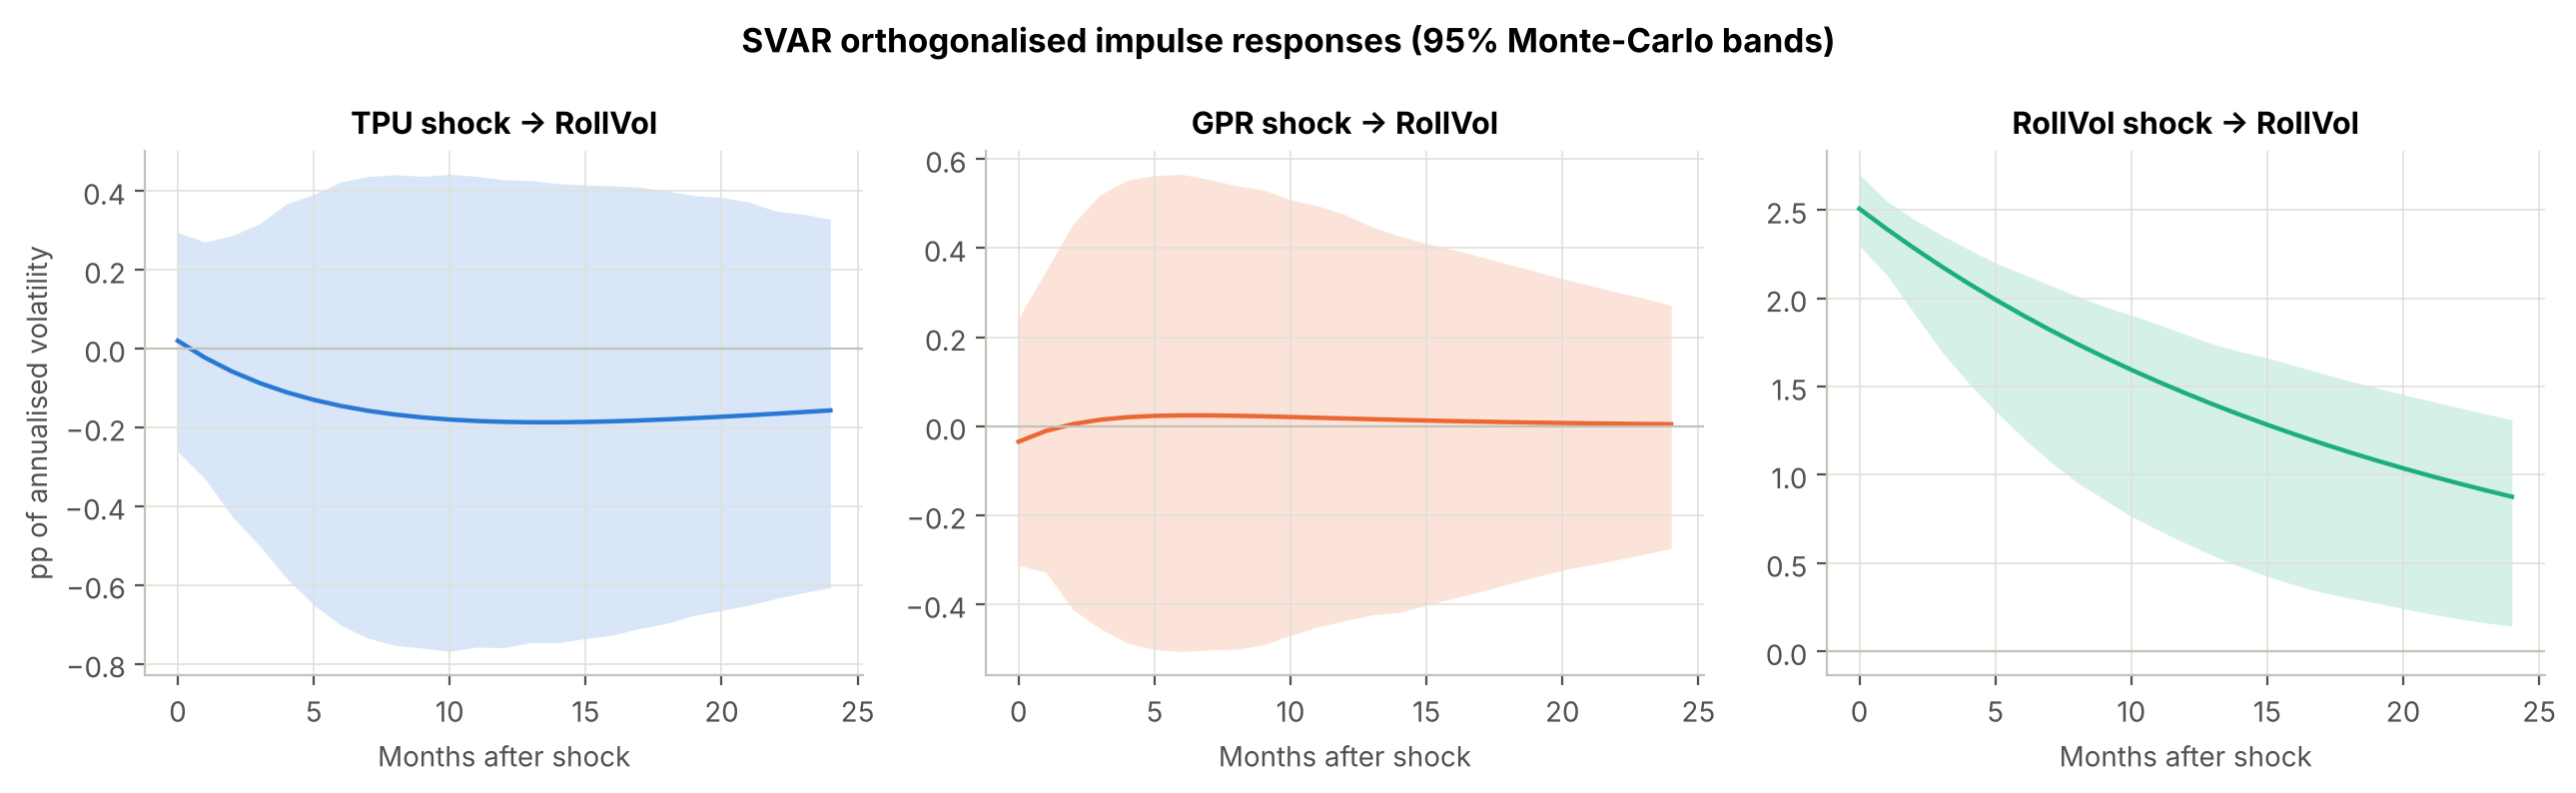 SVAR orthogonalised impulse responses (95% Monte-Carlo bands)
TPU shock → RollVol
pp of annualised volatility
0.4
0.2
0.0
−0.2
−0.4
−0.6
−0.8
0 5 10 15 20 25
Months after shock
GPR shock → RollVol
0.6
0.4
0.2
0.0
−0.2
−0.4
0 5 10 15 20 25
Months after shock
RollVol shock → RollVol
2.5
2.0
1.5
1.0
0.5
0.0
0 5 10 15 20 25
Months after shock